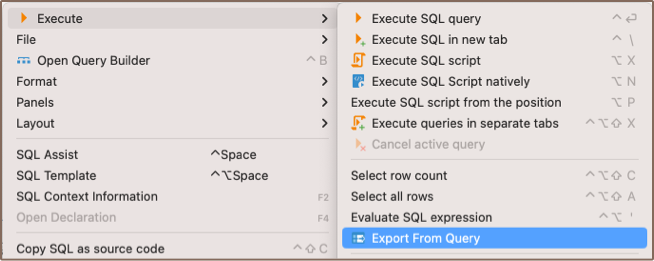 Execute >
File >
Open Query Builder ^ B
Format >
Panels >
Layout >
SQL Assist ^Space
SQL Template ^⌥Space
SQL Context Information F2
Open Declaration F4
Copy SQL as source code ^⇧ C
Execute SQL query ^ ⏎
Execute SQL in new tab ^ \
Execute SQL script ⌥ X
Execute SQL Script natively ⌥ N
Execute SQL script from the position ⌥ P
Execute queries in separate tabs ^⌥⇧ X
Cancel active query
Select row count ^⌥⇧ C
Select all rows ^⌥⇧ A
Evaluate SQL expression ^⌥ '
Export From Query